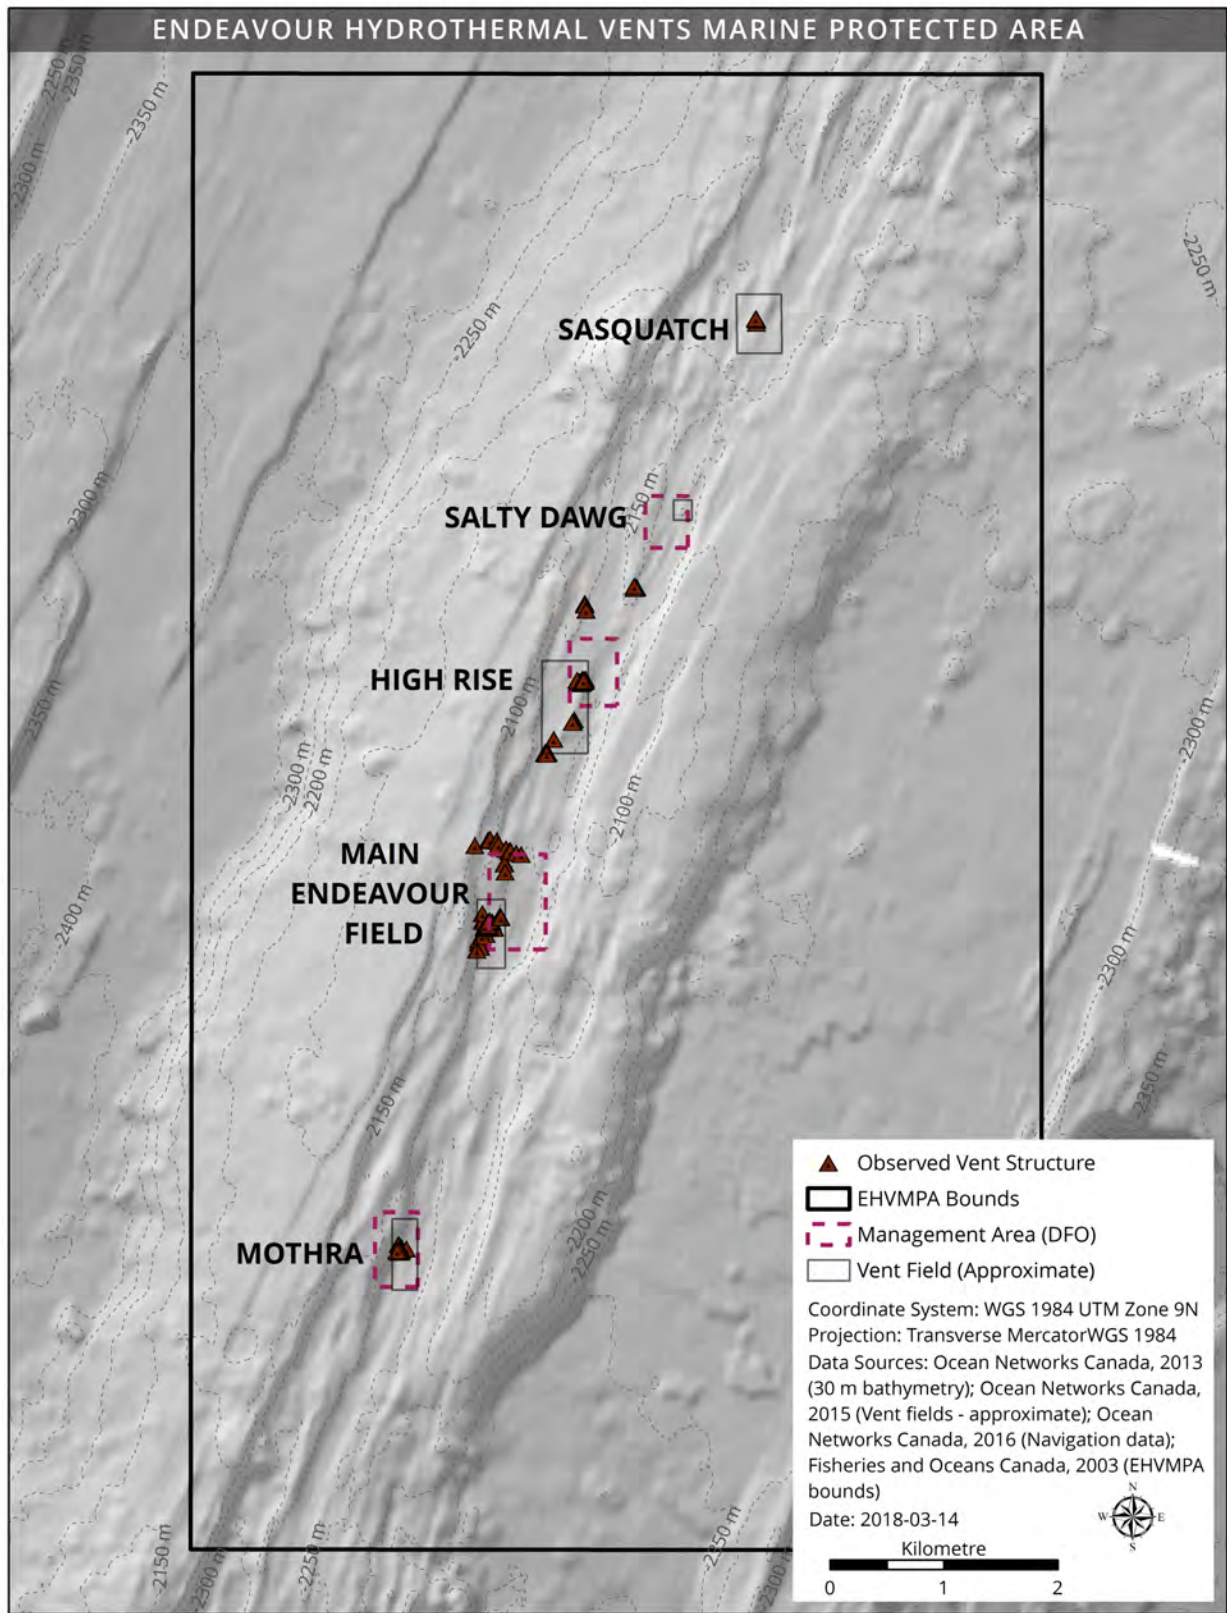 ENDEAVOUR HYDROTHERMAL VENTS MARINE PROTECTED AREA
2250 m
2350 m
2350 m
2300 m
2250 m
2250 m
SASQUATCH
2300 m
SALTY DAWG
2150 m
HIGH RISE
2350 m
2100 m
2300 m
2300 m
2200 m
2100 m
MAIN
ENDEAVOUR
FIELD
2400 m
2300 m
2150 m
2350 m
2200 m
2250 m
MOTHRA
Observed Vent Structure
EHVMPA Bounds
Management Area (DFO)
Vent Field (Approximate)
Coordinate System: WGS 1984 UTM Zone 9N
Projection: Transverse MercatorWGS 1984
Data Sources: Ocean Networks Canada, 2013
(30 m bathymetry); Ocean Networks Canada,
2015 (Vent fields - approximate); Ocean
Networks Canada, 2016 (Navigation data);
Fisheries and Oceans Canada, 2003 (EHVMPA
bounds)
Date: 2018-03-14
N
W E
S
Kilometre
0 1 2
2150 m
2300 m
2250 m
2350 m
2300 m